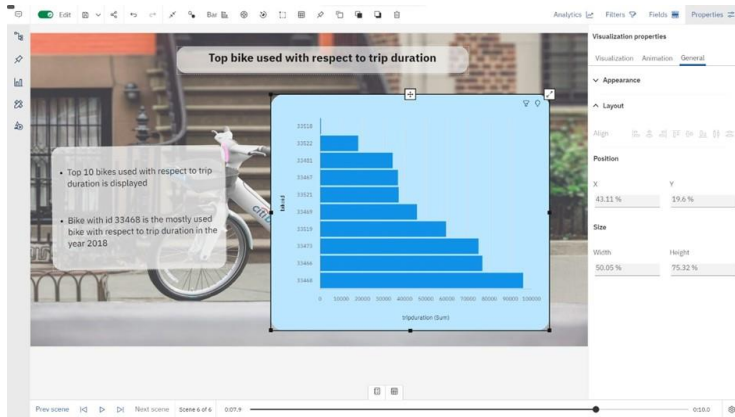 Edit
Bar
Analytics
Filters
Fields
Properties
Top bike used with respect to trip duration
Visualization properties
Visualization Animation General
Appearance
Layout
Align
Position
X Y
43.11 % 19.6 %
Size
Width Height
50.05 % 75.32 %
• Top 10 bikes used with respect to trip
duration is displayed
• Bike with id 33468 is the mostly used
bike with respect to trip duration in the
year 2018
citi
bikeid
33518
33522
33481
33467
33521
33469
33519
33473
33466
33468
0 10000 20000 30000 40000 50000 60000 70000 80000 90000 100000
tripduration (Sum)
Prev scene
Next scene
Scene 6 of 6
0:07.9
0:10.0